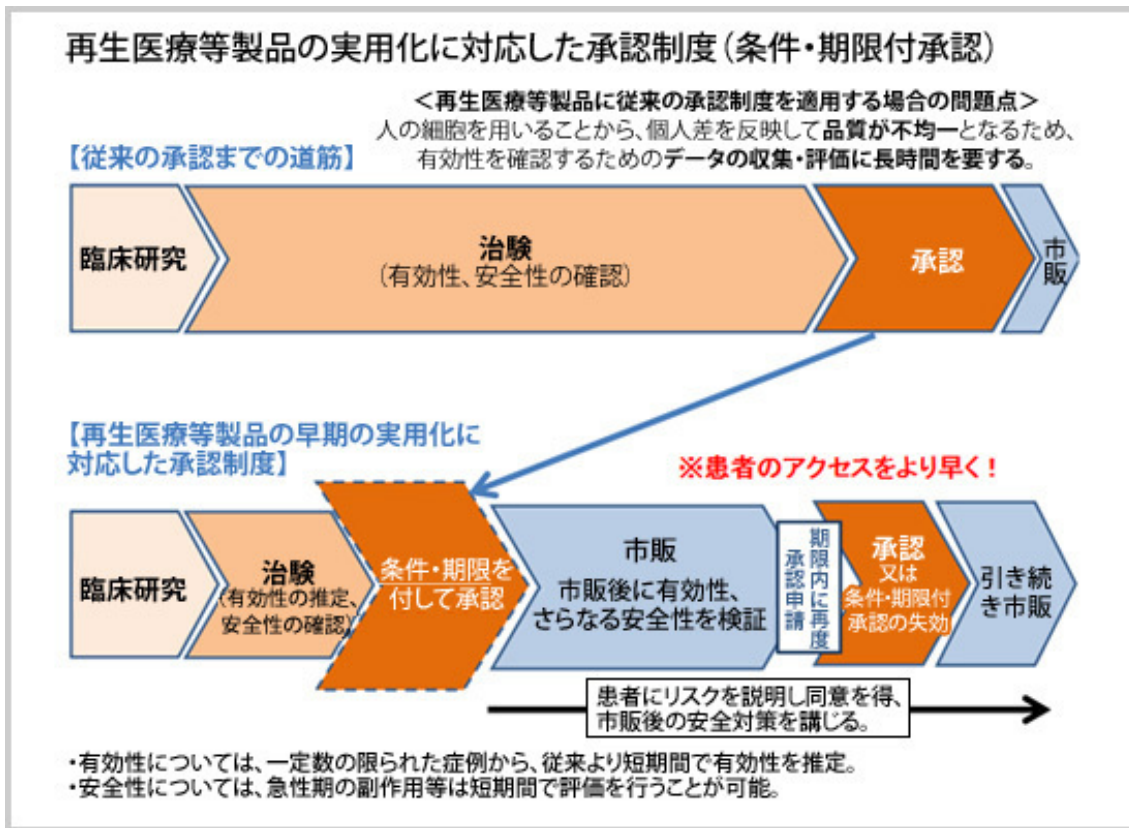 再生医療等製品の実用化に対応した承認制度(条件・期限付承認)
<再生医療等製品に従来の承認制度を適用する場合の問題点>
人の細胞を用いることから、個人差を反映して品質が不均一となるため、
有効性を確認するためのデータの収集・評価に長時間を要する。
【従来の承認までの道筋】
臨床研究
治験
(有効性、安全性の確認)
承認
市販
【再生医療等製品の早期の実用化に
対応した承認制度】
※患者のアクセスをより早く!
臨床研究
治験
(有効性の推定、
安全性の確認)
条件・期限を
付して承認
市販
市販後に有効性、
さらなる安全性を検証
期限内に再度
承認申請
承認
又は
条件・期限付
承認の失効
引き続
き市販
患者にリスクを説明し同意を得、
市販後の安全対策を講じる。
・有効性については、一定数の限られた症例から、従来より短期間で有効性を推定。
・安全性については、急性期の副作用等は短期間で評価を行うことが可能。